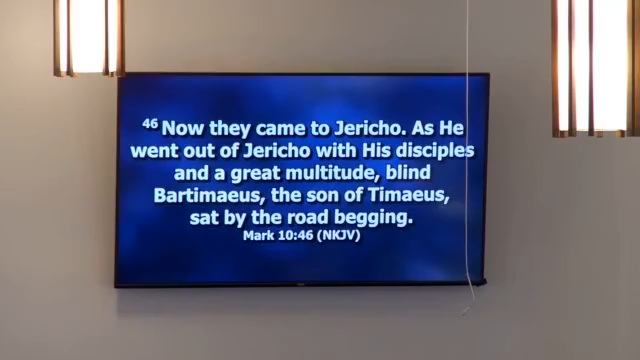 46 Now they came to Jericho. As He
went out of Jericho with His disciples
and a great multitude, blind
Bartimaeus, the son of Timaeus,
sat by the road begging.
Mark 10:46 (NKJV)